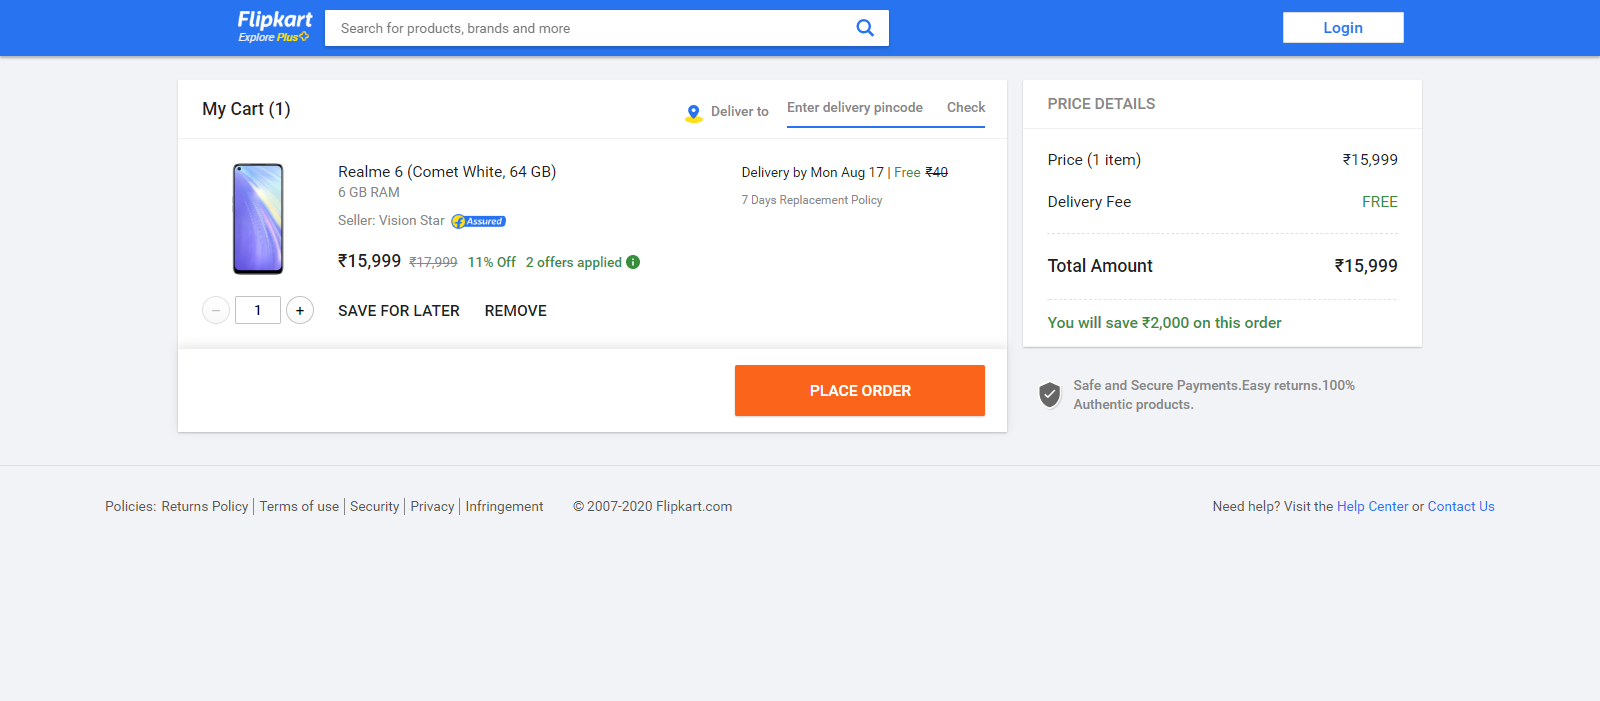 Flipkart
Explore Plus
Search for products, brands and more
Login
My Cart (1)
Deliver to
Enter delivery pincode
Check
Realme 6 (Comet White, 64 GB)
6 GB RAM
Seller: Vision Star
Assured
₹15,999 ₹17,999 11% Off 2 offers applied
Delivery by Mon Aug 17 | Free ₹40
7 Days Replacement Policy
− 1 +
SAVE FOR LATER
REMOVE
PLACE ORDER
PRICE DETAILS
Price (1 item) ₹15,999
Delivery Fee FREE
Total Amount ₹15,999
You will save ₹2,000 on this order
Safe and Secure Payments.Easy returns.100%
Authentic products.
Policies: Returns Policy | Terms of use | Security | Privacy | Infringement
© 2007-2020 Flipkart.com
Need help? Visit the Help Center or Contact Us